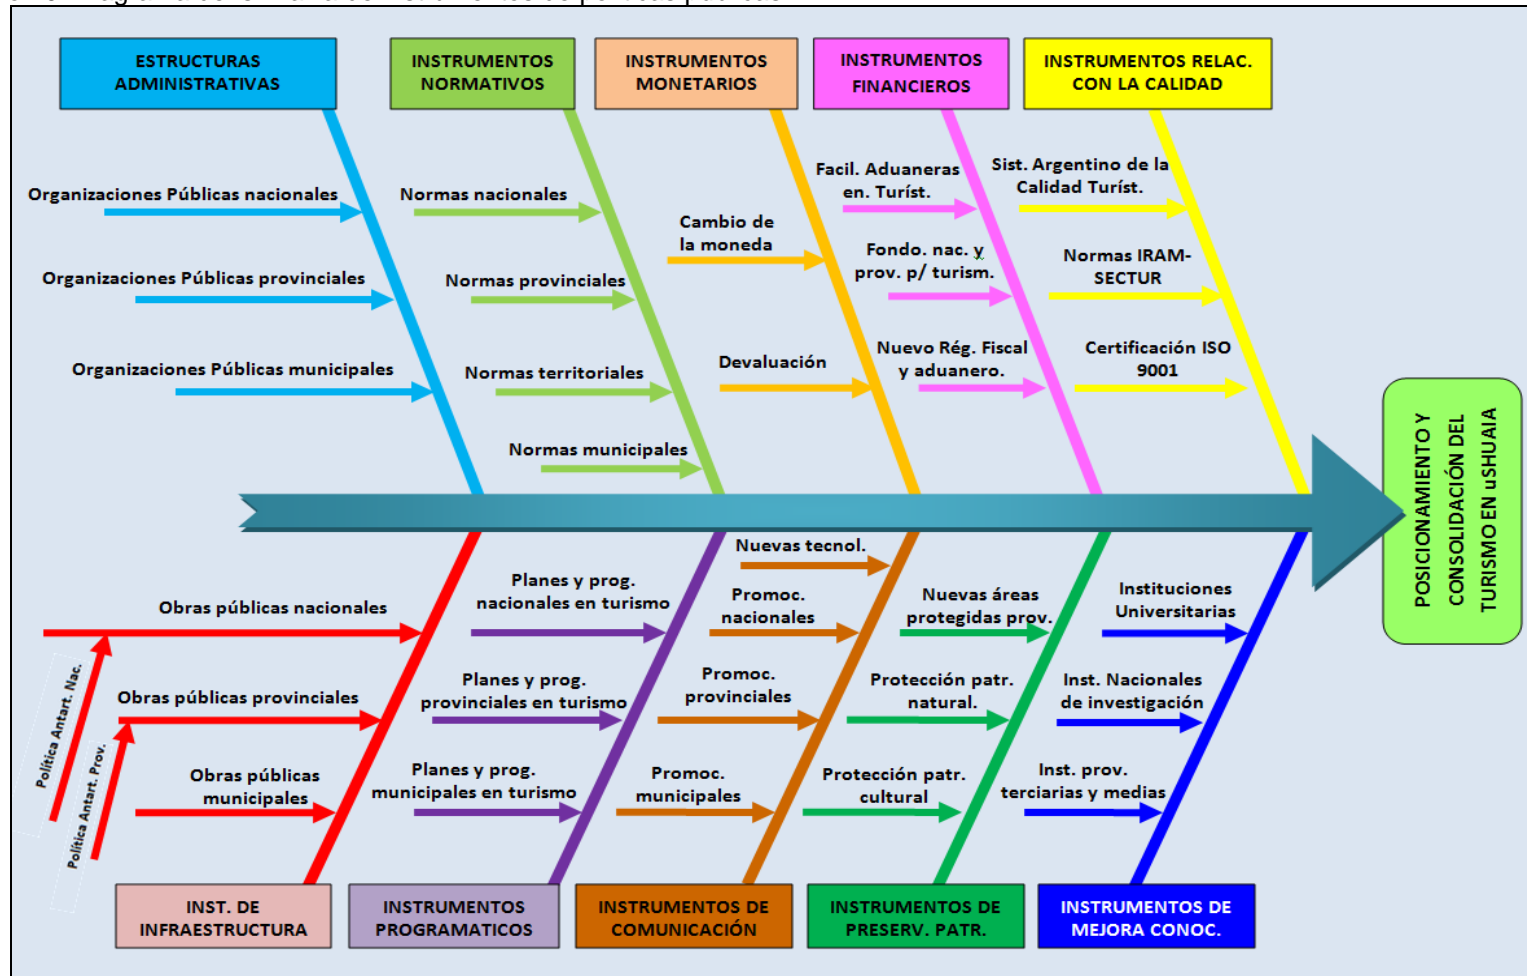 ESTRUCTURAS
ADMINISTRATIVAS
INSTRUMENTOS
NORMATIVOS
INSTRUMENTOS
MONETARIOS
INSTRUMENTOS
FINANCIEROS
INSTRUMENTOS RELAC.
CON LA CALIDAD
Organizaciones Públicas nacionales
Organizaciones Públicas provinciales
Organizaciones Públicas municipales
Normas nacionales
Normas provinciales
Normas territoriales
Normas municipales
Cambio de
la moneda
Devaluación
Facil. Aduaneras
en. Turíst.
Fondo. nac. y
prov. p/ turism.
Nuevo Rég. Fiscal
y aduanero.
Sist. Argentino de la
Calidad Turíst.
Normas IRAM-
SECTUR
Certificación ISO
9001
POSICIONAMIENTO Y
CONSOLIDACIÓN DEL
TURISMO EN uSHUAIA
Obras públicas nacionales
Política Antart. Nac.
Obras públicas provinciales
Política Antart. Prov.
Obras públicas
municipales
Planes y prog.
nacionales en turismo
Planes y prog.
provinciales en turismo
Planes y prog.
municipales en turismo
Nuevas tecnol.
Promoc.
nacionales
Promoc.
provinciales
Promoc.
municipales
Nuevas áreas
protegidas prov.
Protección patr.
natural.
Protección patr.
cultural
Instituciones
Universitarias
Inst. Nacionales
de investigación
Inst. prov.
terciarias y medias
INST. DE
INFRAESTRUCTURA
INSTRUMENTOS
PROGRAMATICOS
INSTRUMENTOS DE
COMUNICACIÓN
INSTRUMENTOS DE
PRESERV. PATR.
INSTRUMENTOS DE
MEJORA CONOC.